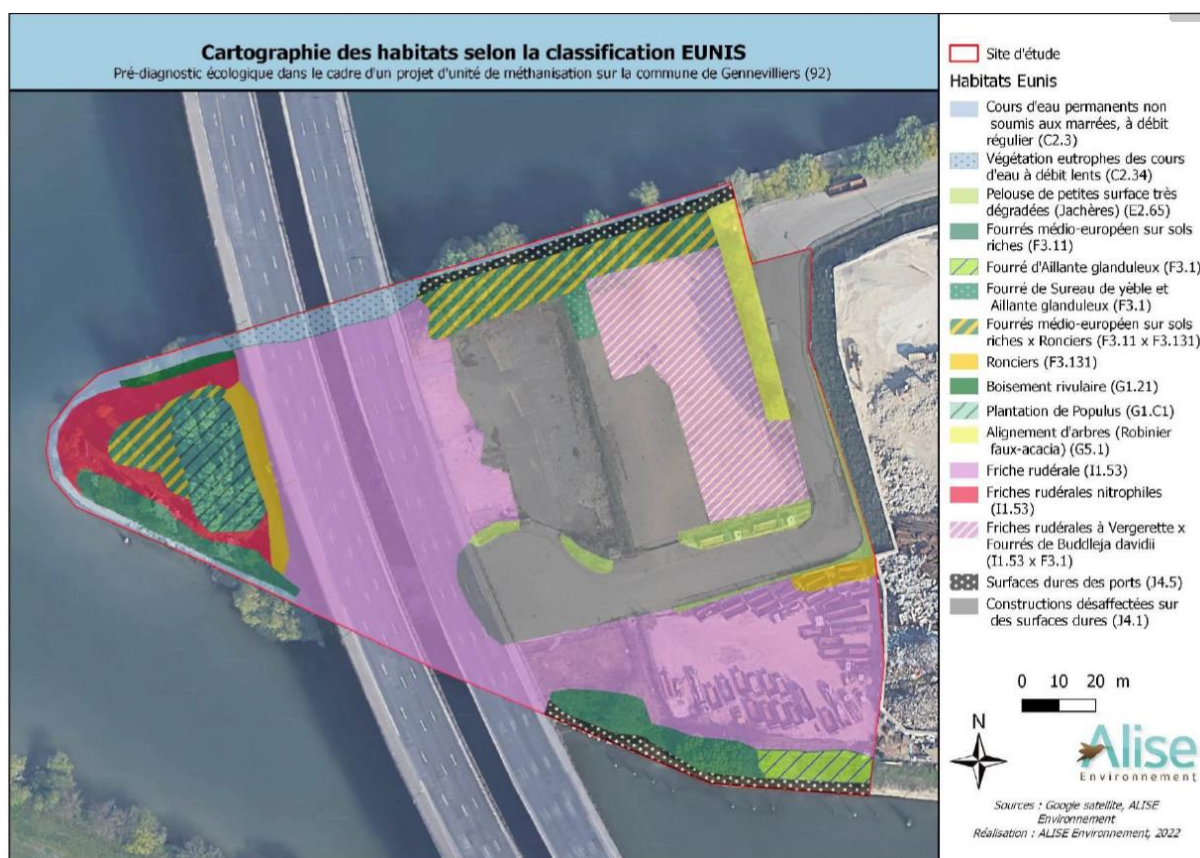 Cartographie des habitats selon la classification EUNIS
Pré-diagnostic écologique dans le cadre d'un projet d'unité de méthanisation sur la commune de Gennevilliers (92)
Site d'étude
Habitats Eunis
Cours d'eau permanents non
soumis aux marrées, à débit
régulier (C2.3)
Végétation eutrophes des cours
d'eau à débit lents (C2.34)
Pelouse de petites surface très
dégradées (Jachères) (E2.65)
Fourrés médio-européen sur sols
riches (F3.11)
Fourré d'Aillante glanduleux (F3.1)
Fourré de Sureau de yèble et
Aillante glanduleux (F3.1)
Fourrés médio-européen sur sols
riches x Ronciers (F3.11 x F3.131)
Ronciers (F3.131)
Boisement rivulaire (G1.21)
Plantation de Populus (G1.C1)
Alignement d'arbres (Robinier
faux-acacia) (G5.1)
Friche rudérale (I1.53)
Friches rudérales nitrophiles
(I1.53)
Friches rudérales à Vergerette x
Fourrés de Buddleja davidii
(I1.53 x F3.1)
Surfaces dures des ports (J4.5)
Constructions désaffectées sur
des surfaces dures (J4.1)
0 10 20 m
N
Alise
Environnement
Sources : Google satellite, ALISE
Environnement
Réalisation : ALISE Environnement, 2022